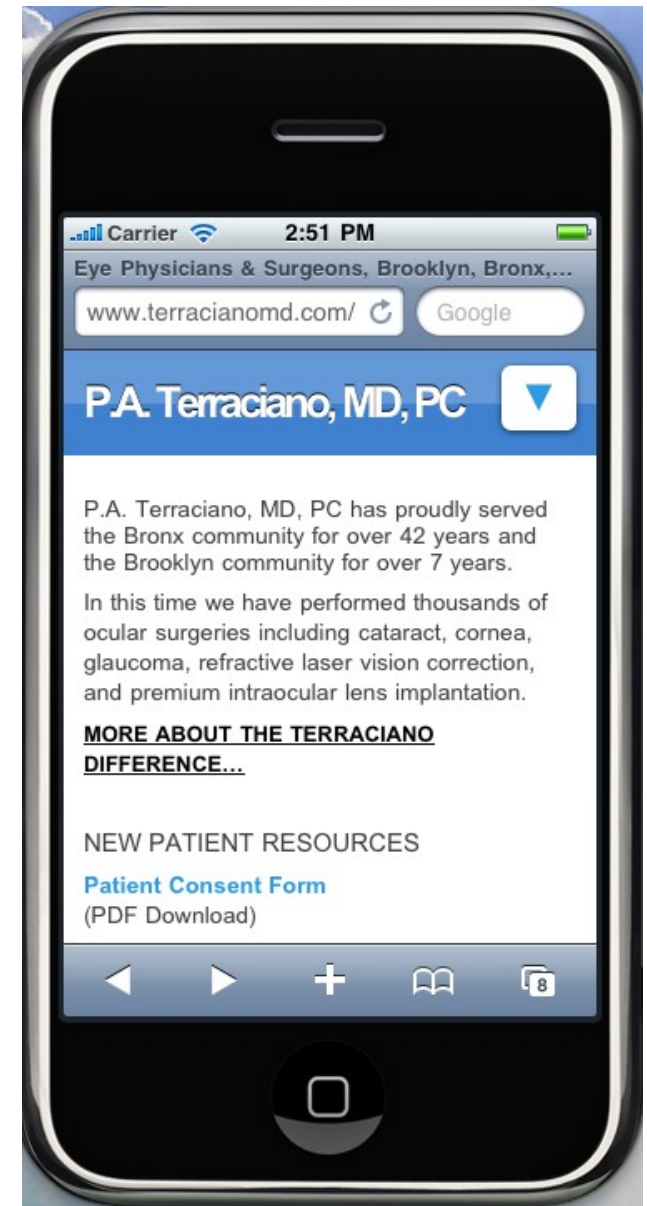 Carrier 2:51 PM
Eye Physicians & Surgeons, Brooklyn, Bronx,...
www.terracianomd.com/ Google
P.A. Terraciano, MD, PC
P.A. Terraciano, MD, PC has proudly served
the Bronx community for over 42 years and
the Brooklyn community for over 7 years.
In this time we have performed thousands of
ocular surgeries including cataract, cornea,
glaucoma, refractive laser vision correction,
and premium intraocular lens implantation.
MORE ABOUT THE TERRACIANO
DIFFERENCE...
NEW PATIENT RESOURCES
Patient Consent Form
(PDF Download)
8